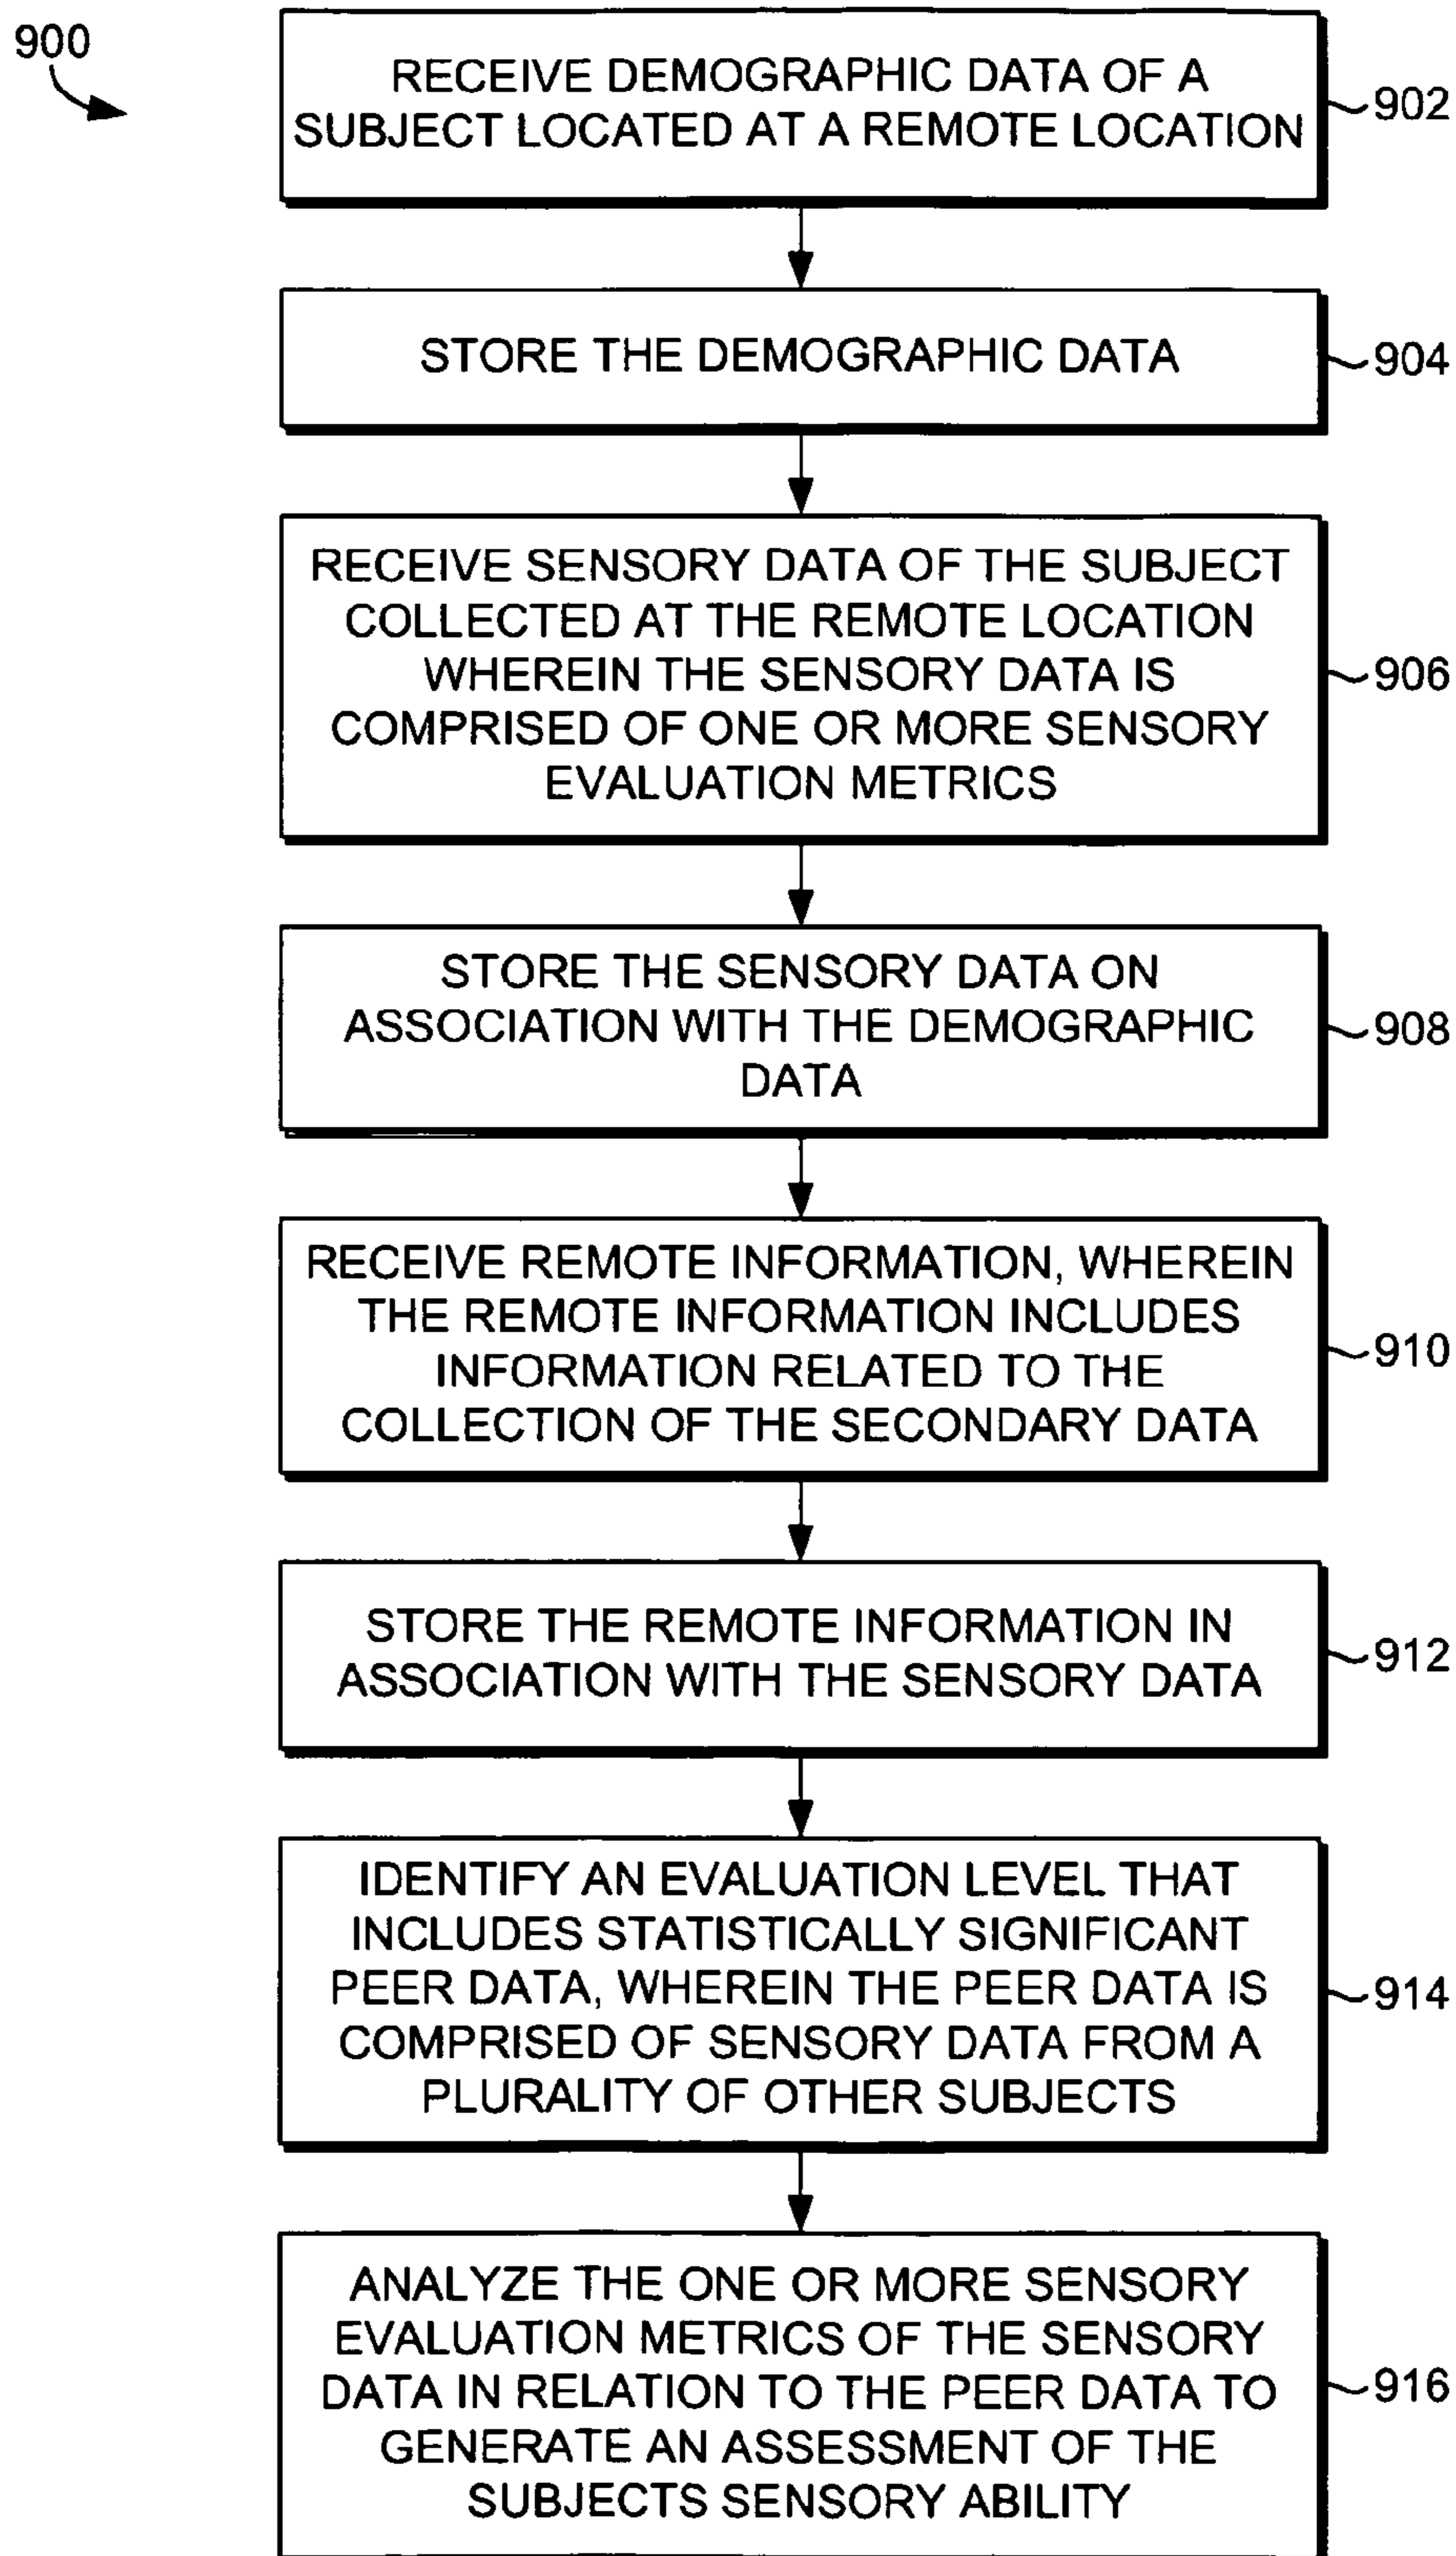 900
RECEIVE DEMOGRAPHIC DATA OF A
SUBJECT LOCATED AT A REMOTE LOCATION
902
STORE THE DEMOGRAPHIC DATA
904
RECEIVE SENSORY DATA OF THE SUBJECT
COLLECTED AT THE REMOTE LOCATION
WHEREIN THE SENSORY DATA IS
COMPRISED OF ONE OR MORE SENSORY
EVALUATION METRICS
906
STORE THE SENSORY DATA ON
ASSOCIATION WITH THE DEMOGRAPHIC
DATA
908
RECEIVE REMOTE INFORMATION, WHEREIN
THE REMOTE INFORMATION INCLUDES
INFORMATION RELATED TO THE
COLLECTION OF THE SECONDARY DATA
910
STORE THE REMOTE INFORMATION IN
ASSOCIATION WITH THE SENSORY DATA
912
IDENTIFY AN EVALUATION LEVEL THAT
INCLUDES STATISTICALLY SIGNIFICANT
PEER DATA, WHEREIN THE PEER DATA IS
COMPRISED OF SENSORY DATA FROM A
PLURALITY OF OTHER SUBJECTS
914
ANALYZE THE ONE OR MORE SENSORY
EVALUATION METRICS OF THE SENSORY
DATA IN RELATION TO THE PEER DATA TO
GENERATE AN ASSESSMENT OF THE
SUBJECTS SENSORY ABILITY
916